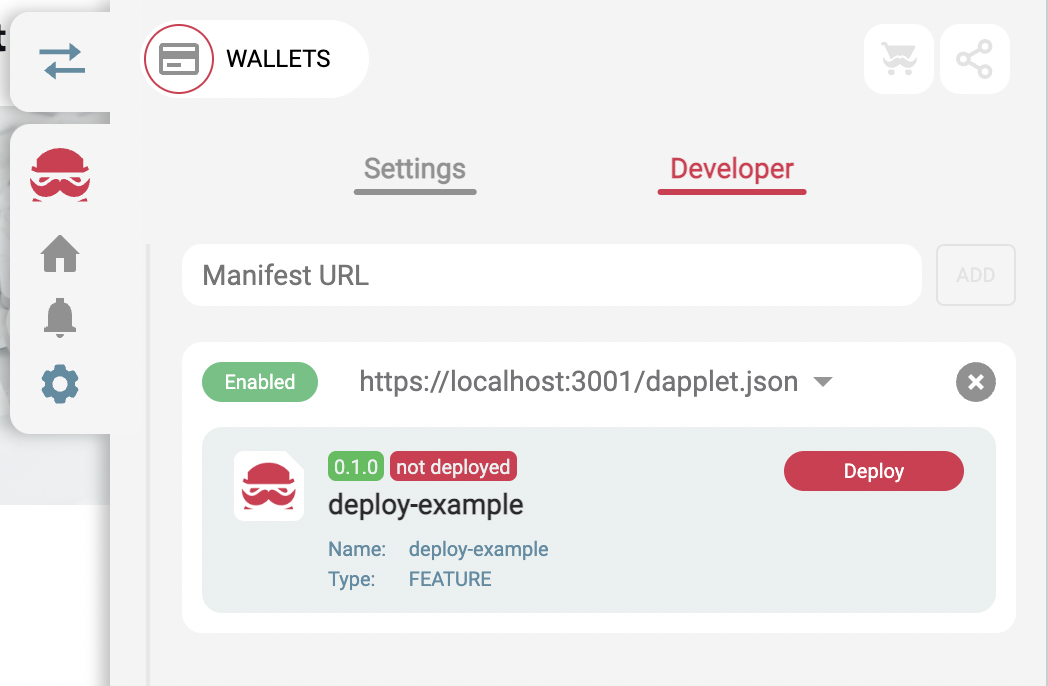 WALLETS
Settings
Developer
Manifest URL
ADD
Enabled
https://localhost:3001/dapplet.json
0.1.0
not deployed
Deploy
deploy-example
Name: deploy-example
Type: FEATURE